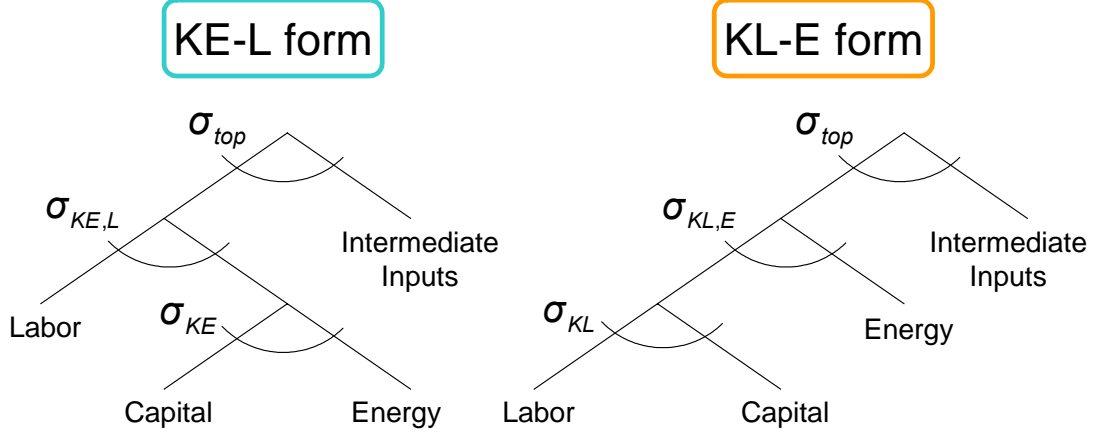 KE-L form
σtop
σKE,L
Intermediate
Inputs
Labor
σKE
Capital
Energy
KL-E form
σtop
σKL,E
Intermediate
Inputs
Energy
σKL
Labor
Capital